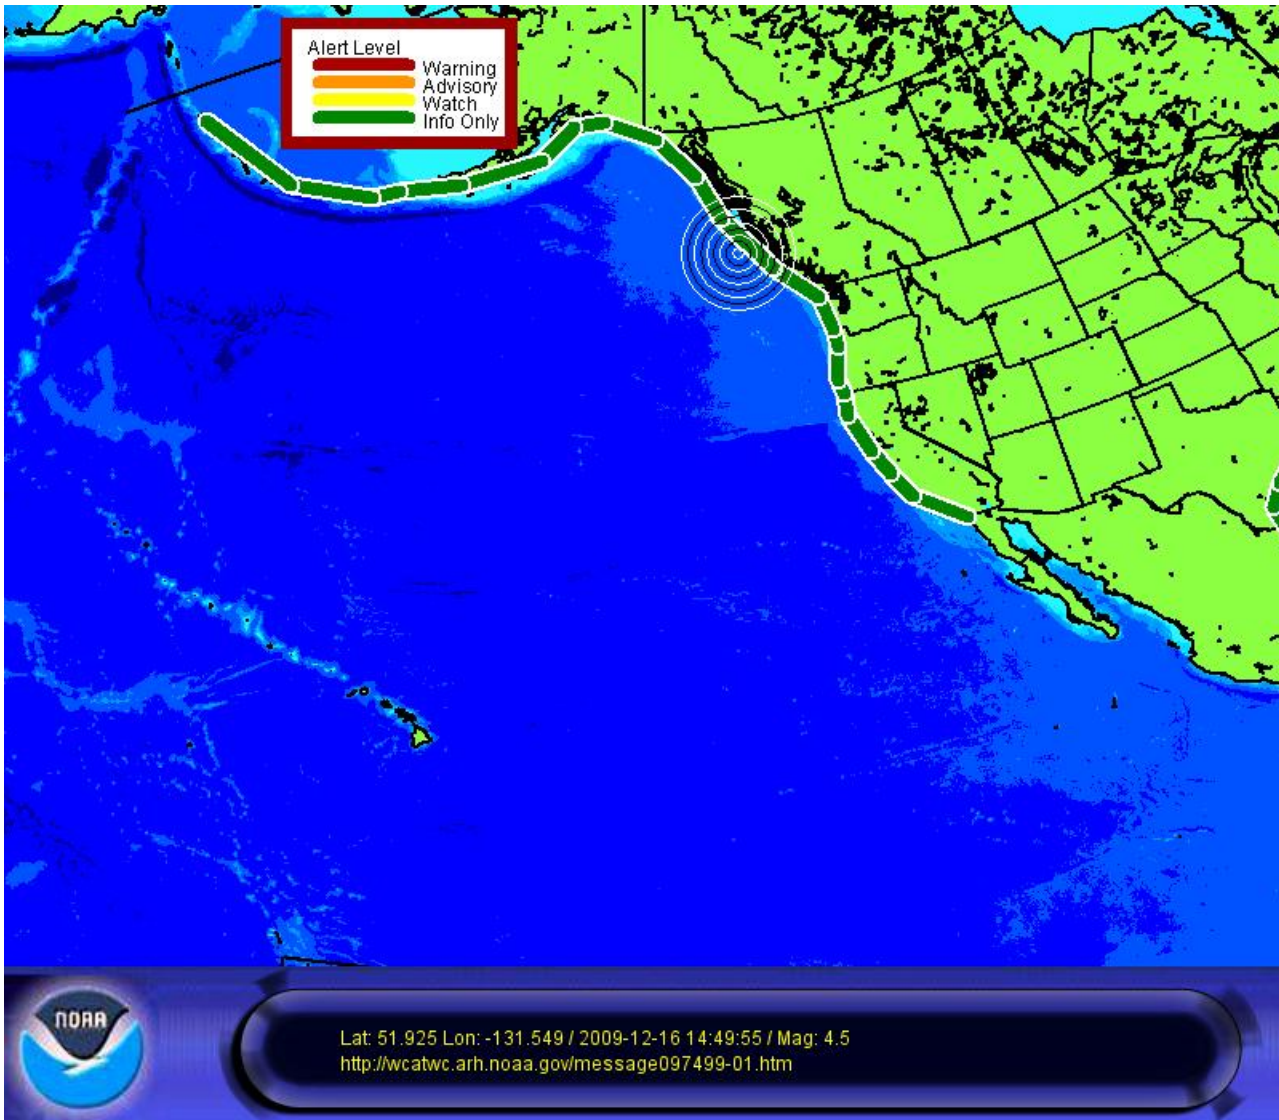 Alert Level
Warning
Advisory
Watch
Info Only
NOAA
Lat: 51.925 Lon: -131.549 / 2009-12-16 14:49:55 / Mag: 4.5
http://wcatwc.arh.noaa.gov/message097499-01.htm